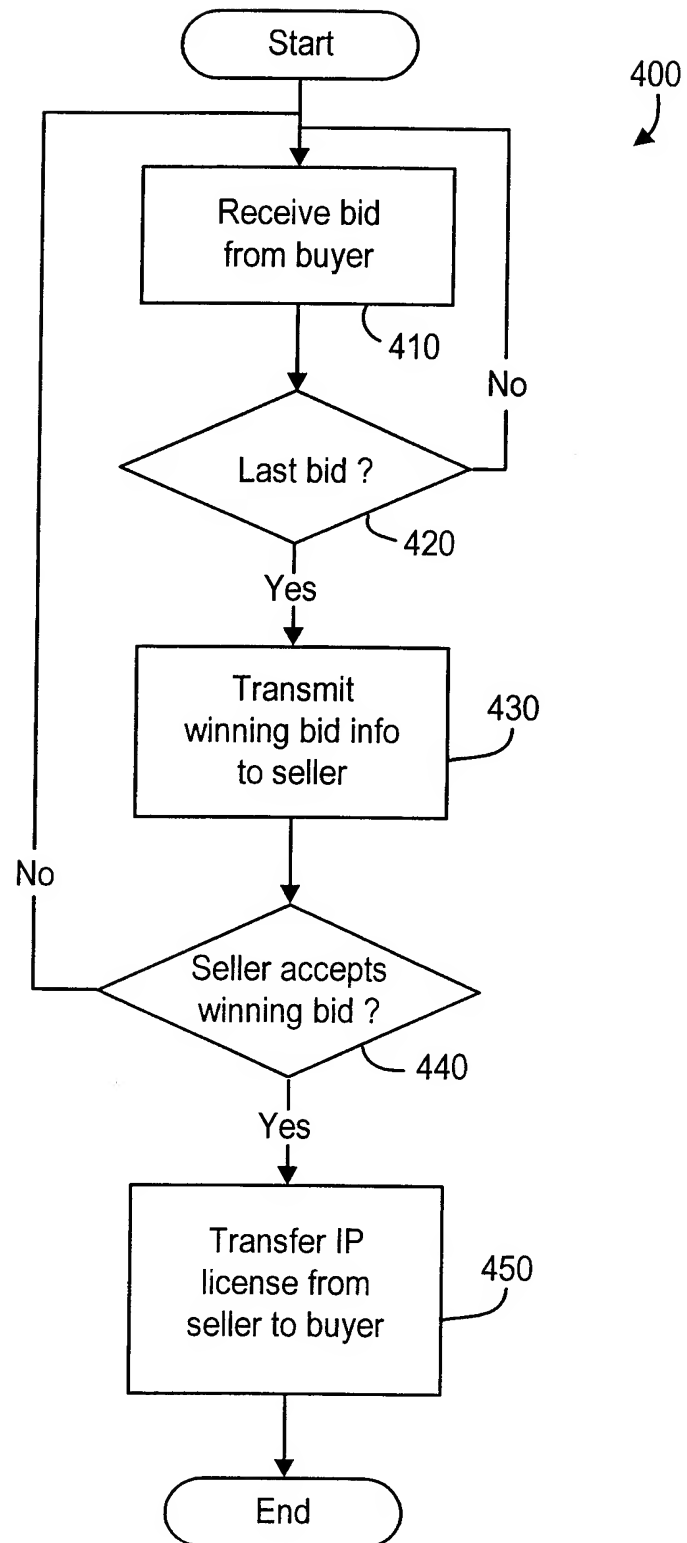 Start
400
Receive bid
from buyer
410
No
Last bid ?
420
Yes
Transmit
winning bid info
to seller
430
No
Seller accepts
winning bid ?
440
Yes
Transfer IP
license from
seller to buyer
450
End